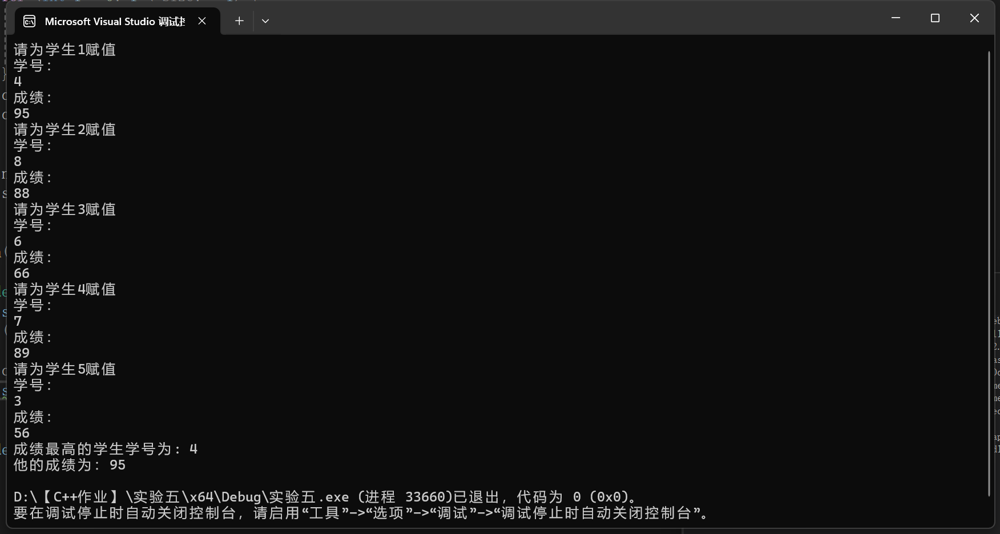 Microsoft Visual Studio 调试
请为学生1赋值
学号：
4
成绩：
95
请为学生2赋值
学号：
8
成绩：
88
请为学生3赋值
学号：
6
成绩：
66
请为学生4赋值
学号：
7
成绩：
89
请为学生5赋值
学号：
3
成绩：
56
成绩最高的学生学号为：4
他的成绩为：95
D:\【C++作业】\实验五\x64\Debug\实验五.exe (进程 33660)已退出，代码为 0 (0x0)。
要在调试停止时自动关闭控制台，请启用“工具”->“选项”->“调试”->“调试停止时自动关闭控制台”。